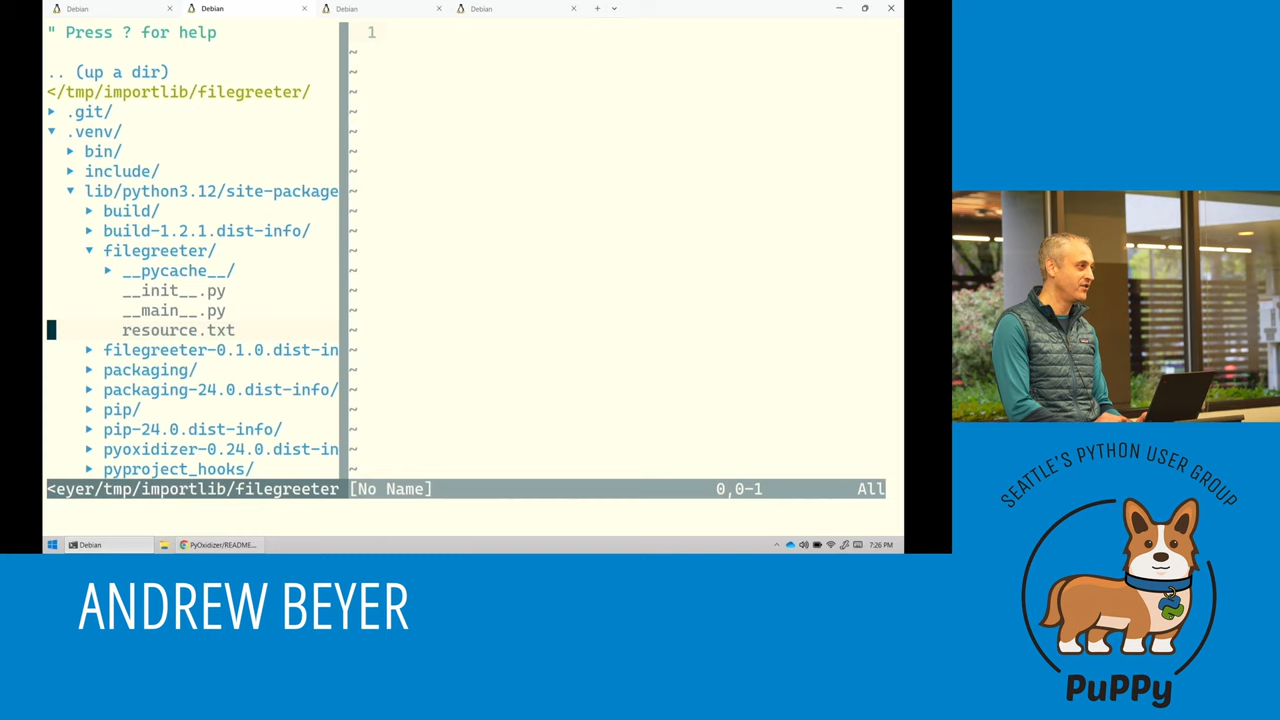 Debian
Debian
Debian
Debian
" Press ? for help
1
.. (up a dir)
</tmp/importlib/filegreeter/
.git/
.venv/
bin/
include/
lib/python3.12/site-package
build/
build-1.2.1.dist-info/
filegreeter/
__pycache__/
__init__.py
__main__.py
resource.txt
filegreeter-0.1.0.dist-in
packaging/
packaging-24.0.dist-info/
pip/
pip-24.0.dist-info/
pyoxidizer-0.24.0.dist-in
pyproject_hooks/
<eyer/tmp/importlib/filegreeter
[No Name] 0,0-1 All
Debian
PyOxidizer/README...
7:26 PM
ANDREW BEYER
SEATTLE'S PYTHON USER GROUP
PuPPy